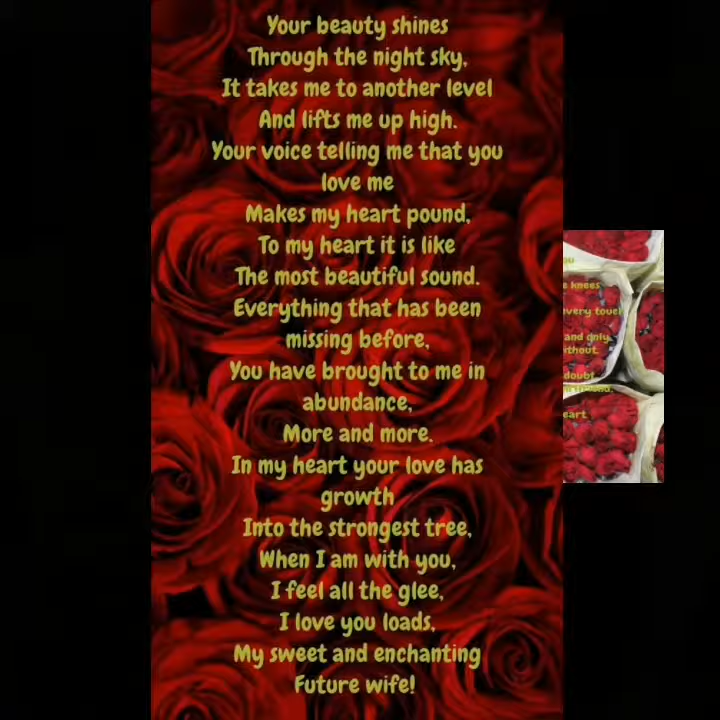 Your beauty shines
Through the night sky,
It takes me to another level
And lifts me up high.
Your voice telling me that you
love me
Makes my heart pound,
To my heart it is like
The most beautiful sound.
Everything that has been
missing before,
You have brought to me in
abundance,
More and more.
In my heart your love has
growth
Into the strongest tree,
When I am with you,
I feel all the glee,
I love you loads,
My sweet and enchanting
Future wife!
knees
and only
doubt